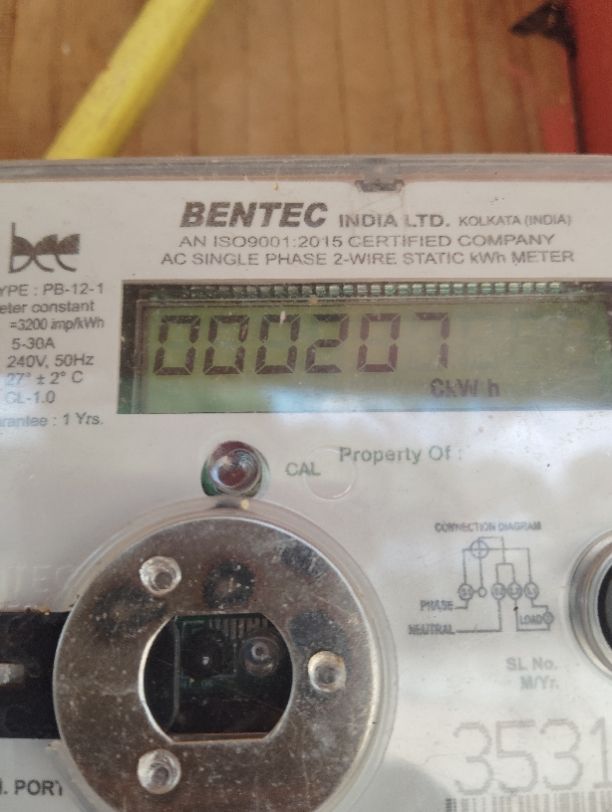 BENTEC INDIA LTD. KOLKATA (INDIA)
AN ISO9001:2015 CERTIFIED COMPANY
AC SINGLE PHASE 2-WIRE STATIC kWh METER
bee
YPE : PB-12-1
eter constant
=3200 imp/kWh
5-30A
240V, 50Hz
27° ± 2° C
CL-1.0
arantee : 1 Yrs.
000207
CkWh
CAL
Property Of :
CONNECTION DIAGRAM
PHASE
NEUTRAL
LOAD
SL No.
M/Yr.
3531
. PORT